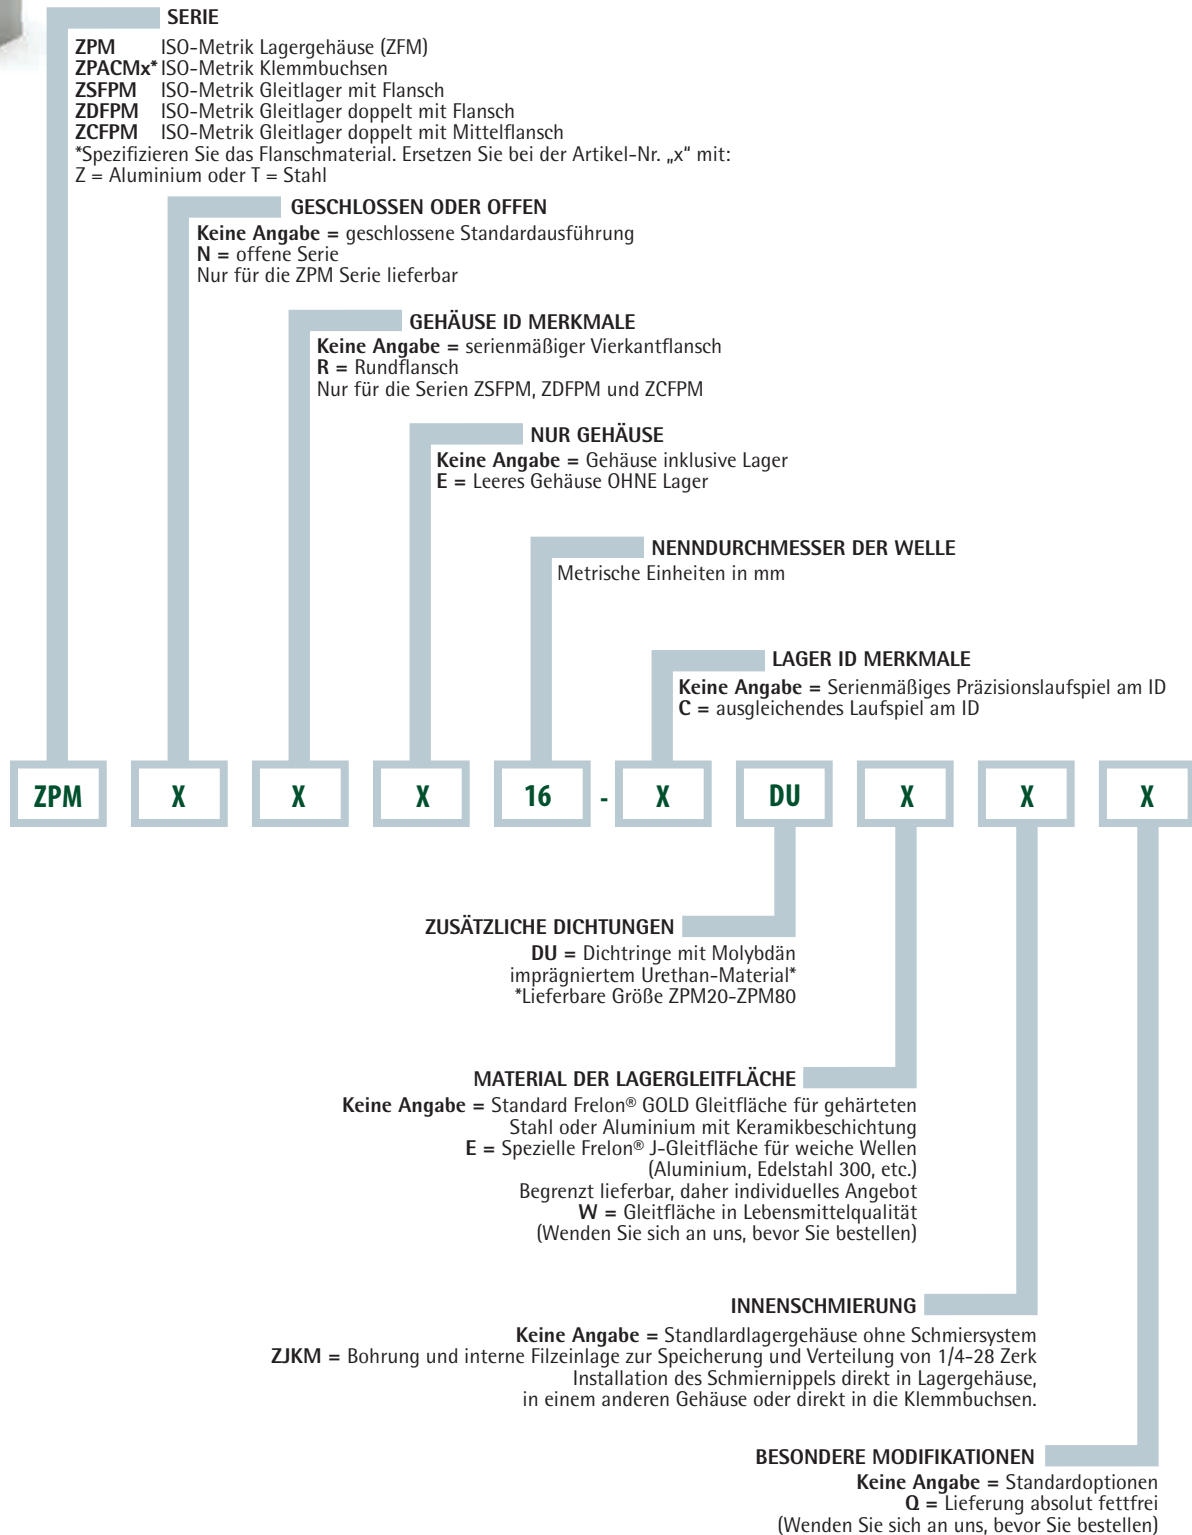 SERIE
ZPM ISO-Metrik Lagergehäuse (ZFM)
ZPACMx* ISO-Metrik Klemmbuchsen
ZSFPM ISO-Metrik Gleitlager mit Flansch
ZDFPM ISO-Metrik Gleitlager doppelt mit Flansch
ZCFPM ISO-Metrik Gleitlager doppelt mit Mittelflansch
*Spezifizieren Sie das Flanschmaterial. Ersetzen Sie bei der Artikel-Nr. „x" mit:
Z = Aluminium oder T = Stahl
GESCHLOSSEN ODER OFFEN
Keine Angabe = geschlossene Standardausführung
N = offene Serie
Nur für die ZPM Serie lieferbar
GEHÄUSE ID MERKMALE
Keine Angabe = serienmäßiger Vierkantflansch
R = Rundflansch
Nur für die Serien ZSFPM, ZDFPM und ZCFPM
NUR GEHÄUSE
Keine Angabe = Gehäuse inklusive Lager
E = Leeres Gehäuse OHNE Lager
NENNDURCHMESSER DER WELLE
Metrische Einheiten in mm
LAGER ID MERKMALE
Keine Angabe = Serienmäßiges Präzisionslaufspiel am ID
C = ausgleichendes Laufspiel am ID
ZPM X X X 16 - X DU X X X
ZUSÄTZLICHE DICHTUNGEN
DU = Dichtringe mit Molybdän
imprägniertem Urethan-Material*
*Lieferbare Größe ZPM20-ZPM80
MATERIAL DER LAGERGLEITFLÄCHE
Keine Angabe = Standard Frelon® GOLD Gleitfläche für gehärteten
Stahl oder Aluminium mit Keramikbeschichtung
E = Spezielle Frelon® J-Gleitfläche für weiche Wellen
(Aluminium, Edelstahl 300, etc.)
Begrenzt lieferbar, daher individuelles Angebot
W = Gleitfläche in Lebensmittelqualität
(Wenden Sie sich an uns, bevor Sie bestellen)
INNENSCHMIERUNG
Keine Angabe = Standlardlagergehäuse ohne Schmiersystem
ZJKM = Bohrung und interne Filzeinlage zur Speicherung und Verteilung von 1/4-28 Zerk
Installation des Schmiernippels direkt in Lagergehäuse,
in einem anderen Gehäuse oder direkt in die Klemmbuchsen.
BESONDERE MODIFIKATIONEN
Keine Angabe = Standardoptionen
Q = Lieferung absolut fettfrei
(Wenden Sie sich an uns, bevor Sie bestellen)